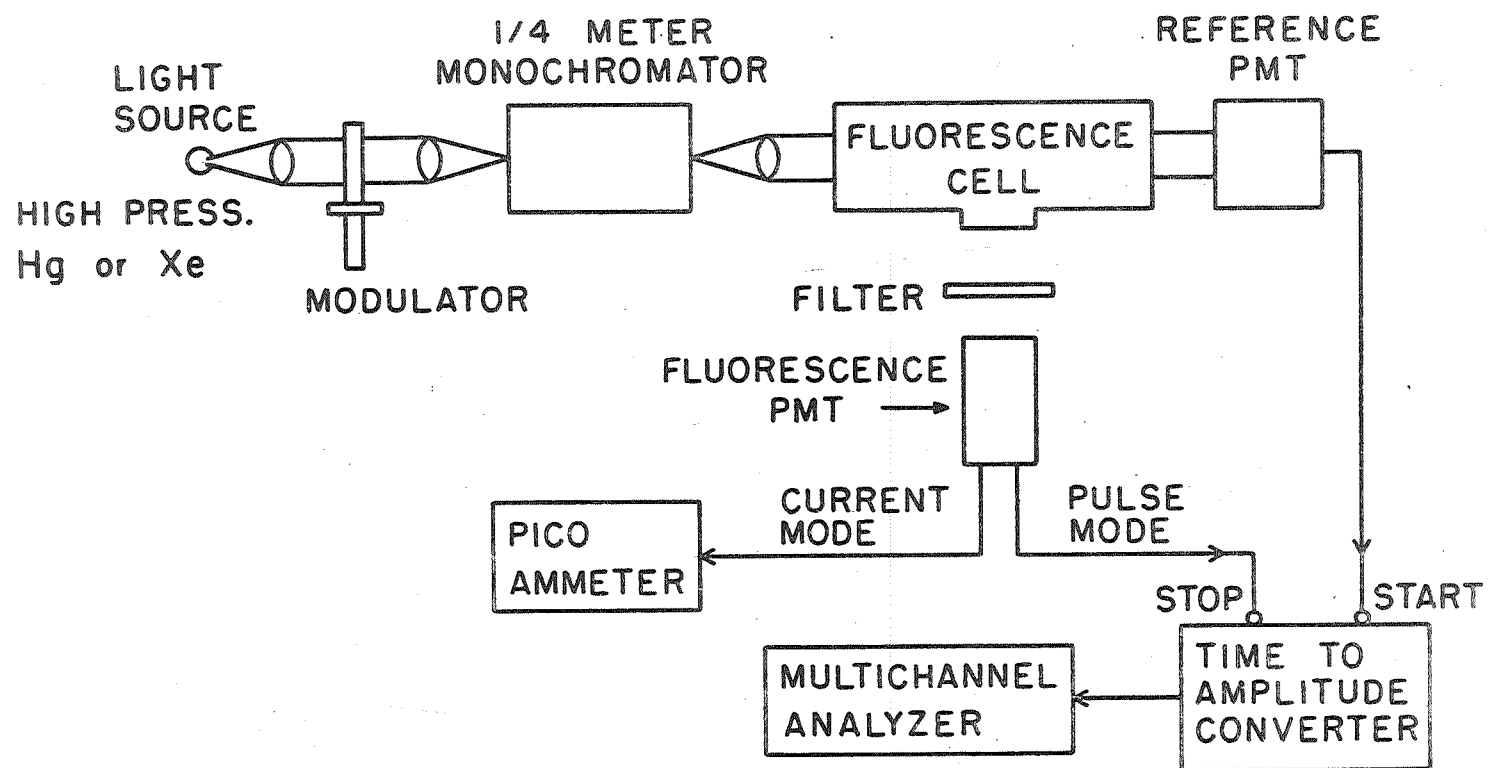 1/4 METER
MONOCHROMATOR
REFERENCE
PMT
LIGHT
SOURCE
FLUORESCENCE
CELL
HIGH PRESS.
Hg or Xe
MODULATOR
FILTER
FLUORESCENCE
PMT
CURRENT
MODE
PULSE
MODE
PICO
AMMETER
STOP
START
MULTICHANNEL
ANALYZER
TIME TO
AMPLITUDE
CONVERTER